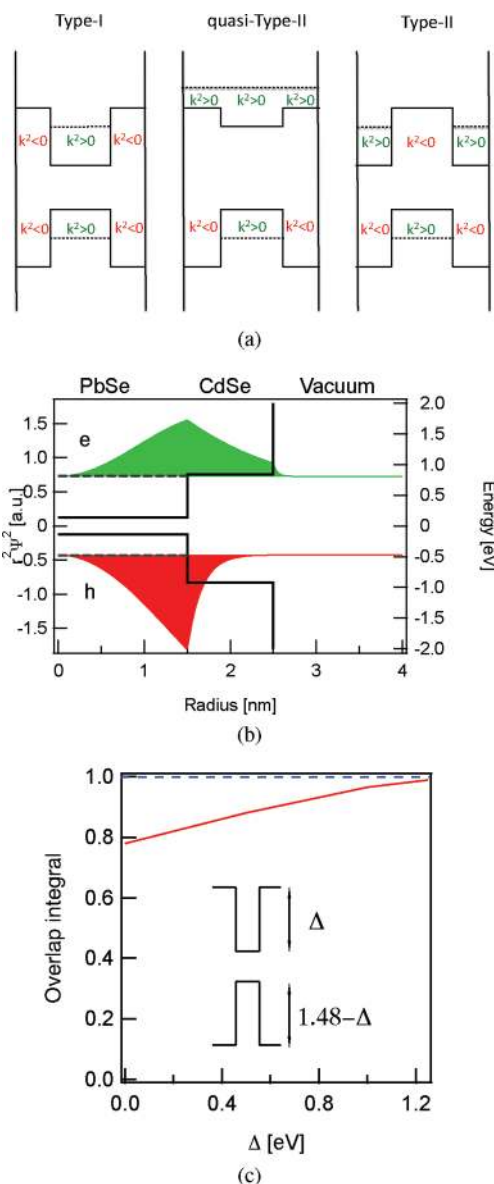 Type-I quasi-Type-II Type-II
k²>0 k²>0 k²>0
k²<0 k²>0 k²<0 k²>0 k²<0 k²>0
k²<0 k²>0 k²<0 k²<0 k²>0 k²<0 k²<0 k²>0 k²<0
(a)
PbSe CdSe Vacuum
1.5
1.0
0.5
0
-0.5
-1.0
-1.5
r²Ψ² [a.u.]
e
h
2.0
1.5
1.0
0.5
0
-0.5
-1.0
-1.5
-2.0
Energy [eV]
0 1 2 3 4
Radius [nm]
(b)
1.0
0.8
0.6
0.4
0.2
0.0
Overlap integral
Δ
1.48-Δ
0.0 0.4 0.8 1.2
Δ [eV]
(c)